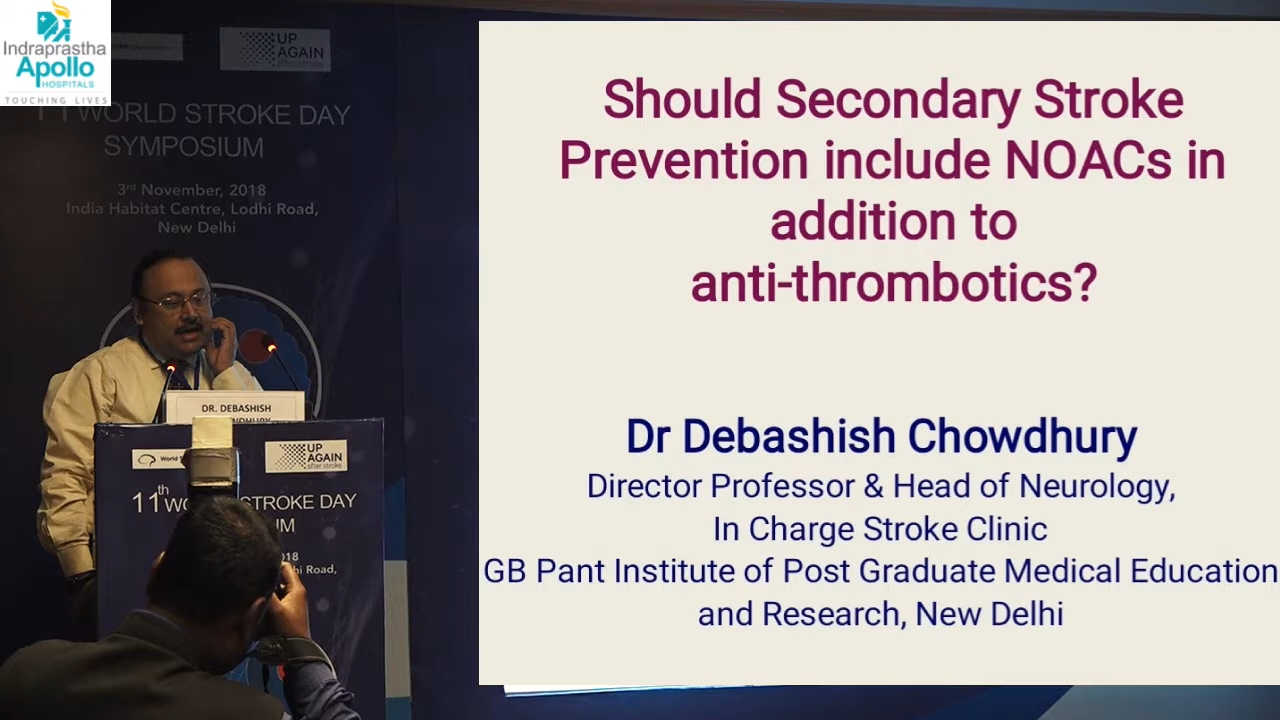 Indraprastha
Apollo
HOSPITALS
TOUCHING LIVES
UP
AGAIN
WORLD STROKE DAY
SYMPOSIUM
3rd November, 2018
India Habitat Centre, Lodhi Road,
New Delhi
DR. DEBASHISH
World
UP
AGAIN
after stroke
11th STROKE DAY
Road,
Should Secondary Stroke
Prevention include NOACs in
addition to
anti-thrombotics?
Dr Debashish Chowdhury
Director Professor & Head of Neurology,
In Charge Stroke Clinic
GB Pant Institute of Post Graduate Medical Education
and Research, New Delhi